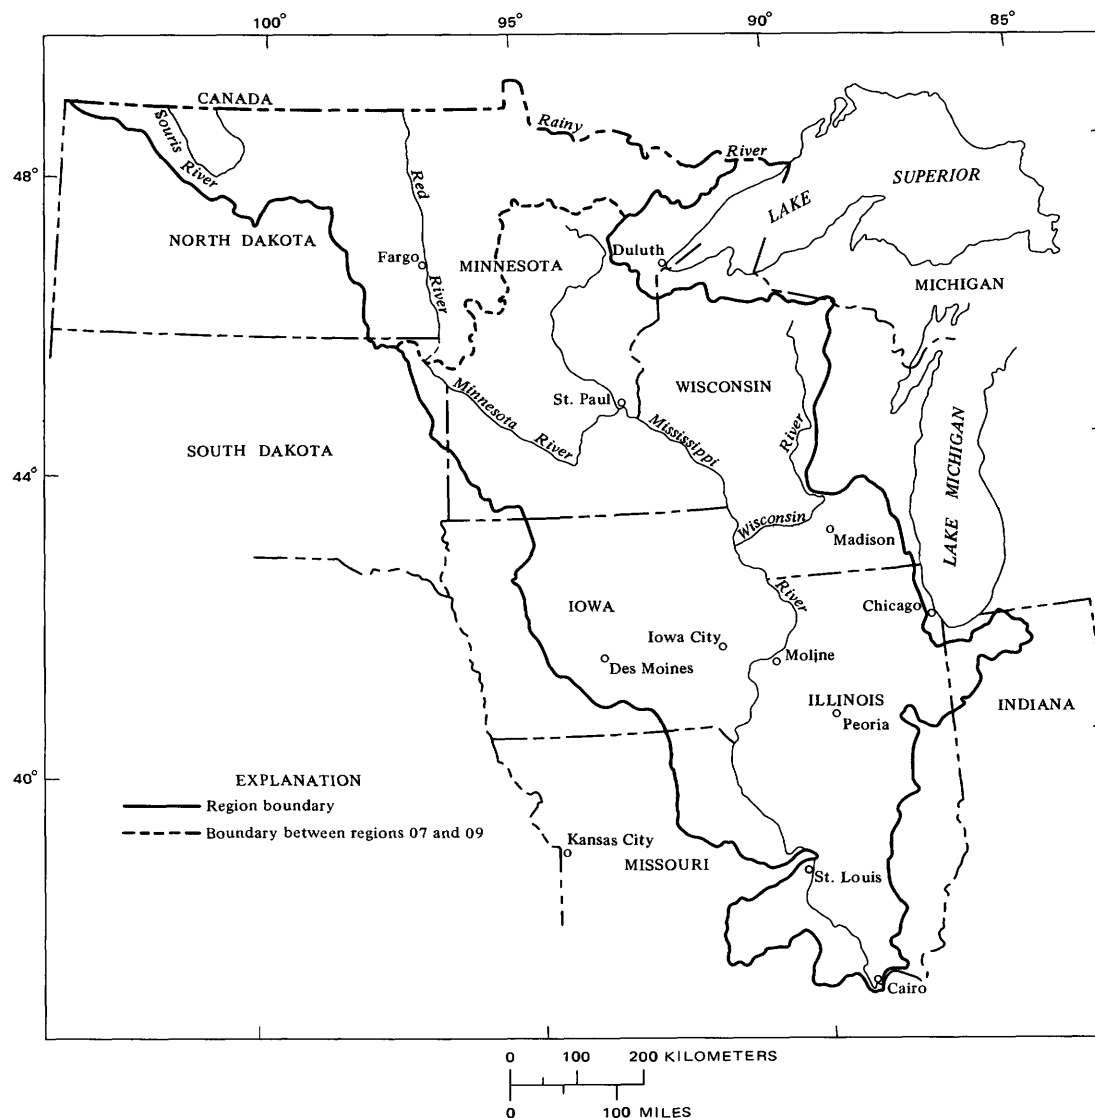 100°
95°
90°
85°
CANADA
Souris
River
Rainy
River
48°
Red
River
LAKE
SUPERIOR
NORTH DAKOTA
Fargo
MINNESOTA
Duluth
MICHIGAN
Minnesota
River
St. Paul
WISCONSIN
Mississippi
River
River
SOUTH DAKOTA
44°
Wisconsin
LAKE MICHIGAN
Madison
IOWA
Chicago
Iowa City
Des Moines
Moline
ILLINOIS
Peoria
INDIANA
40°
EXPLANATION
Region boundary
Boundary between regions 07 and 09
Kansas City
MISSOURI
St. Louis
Cairo
0 100 200 KILOMETERS
0 100 MILES